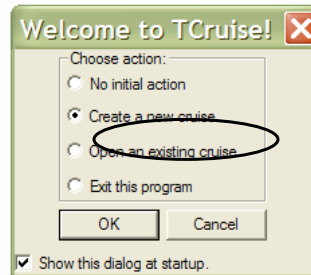 Welcome to TCruise!
Choose action:
No initial action
Create a new cruise
Open an existing cruise
Exit this program
OK
Cancel
Show this dialog at startup.